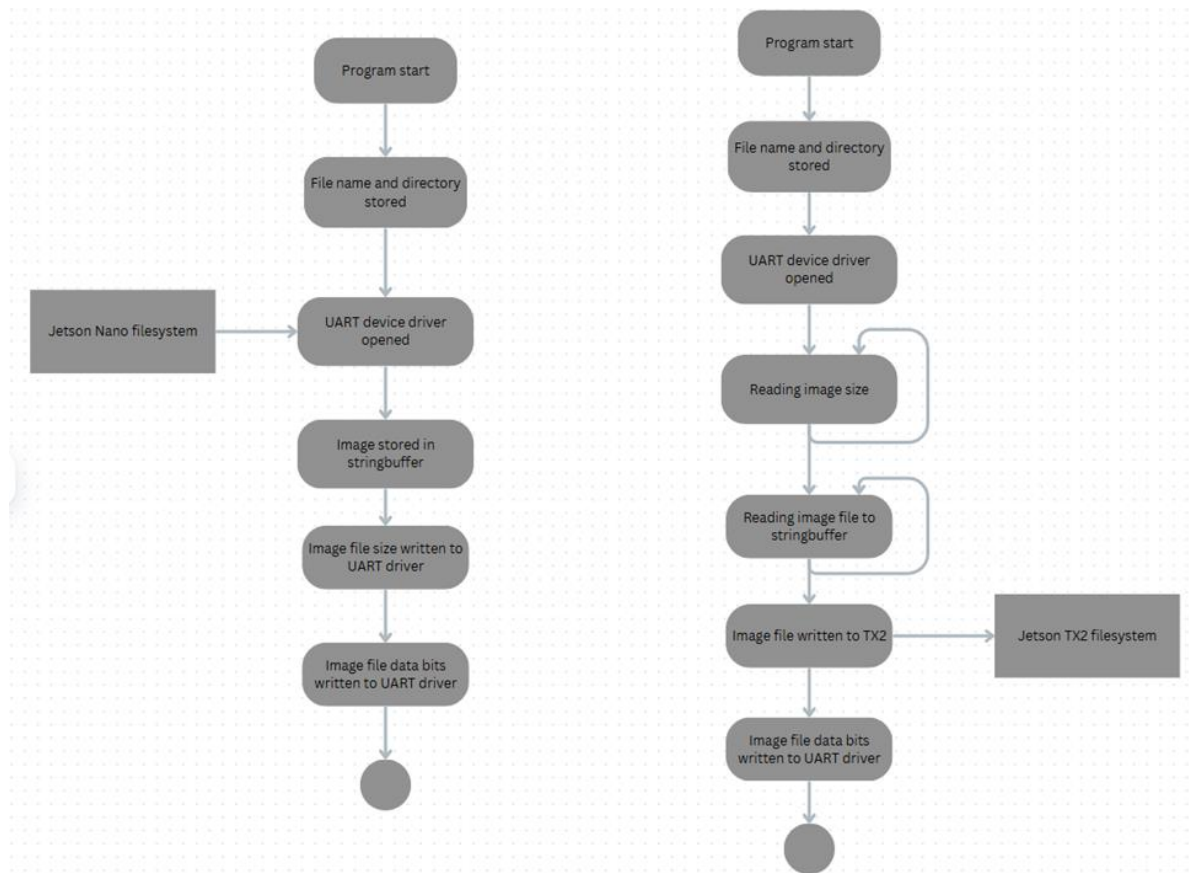 Program start
File name and directory
stored
Jetson Nano filesystem
UART device driver
opened
Image stored in
stringbuffer
Image file size written to
UART driver
Image file data bits
written to UART driver
Program start
File name and directory
stored
UART device driver
opened
Reading image size
Reading image file to
stringbuffer
Image file written to TX2
Jetson TX2 filesystem
Image file data bits
written to UART driver